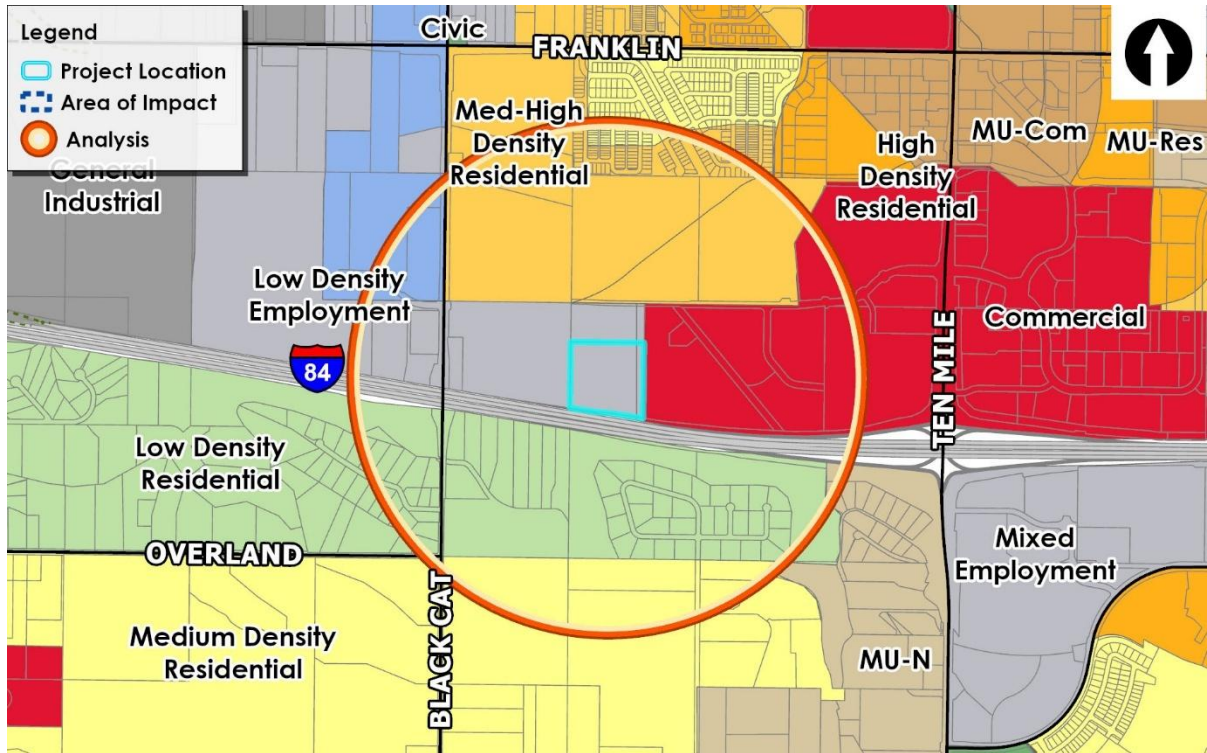 Legend
Project Location
Area of Impact
Analysis
Civic
FRANKLIN
Med-High
Density
Residential
High
Density
Residential
MU-Com
MU-Res
General
Industrial
Low Density
Employment
84
TEN MILE
Commercial
Low Density
Residential
OVERLAND
BLACK CAT
Mixed
Employment
Medium Density
Residential
MU-N